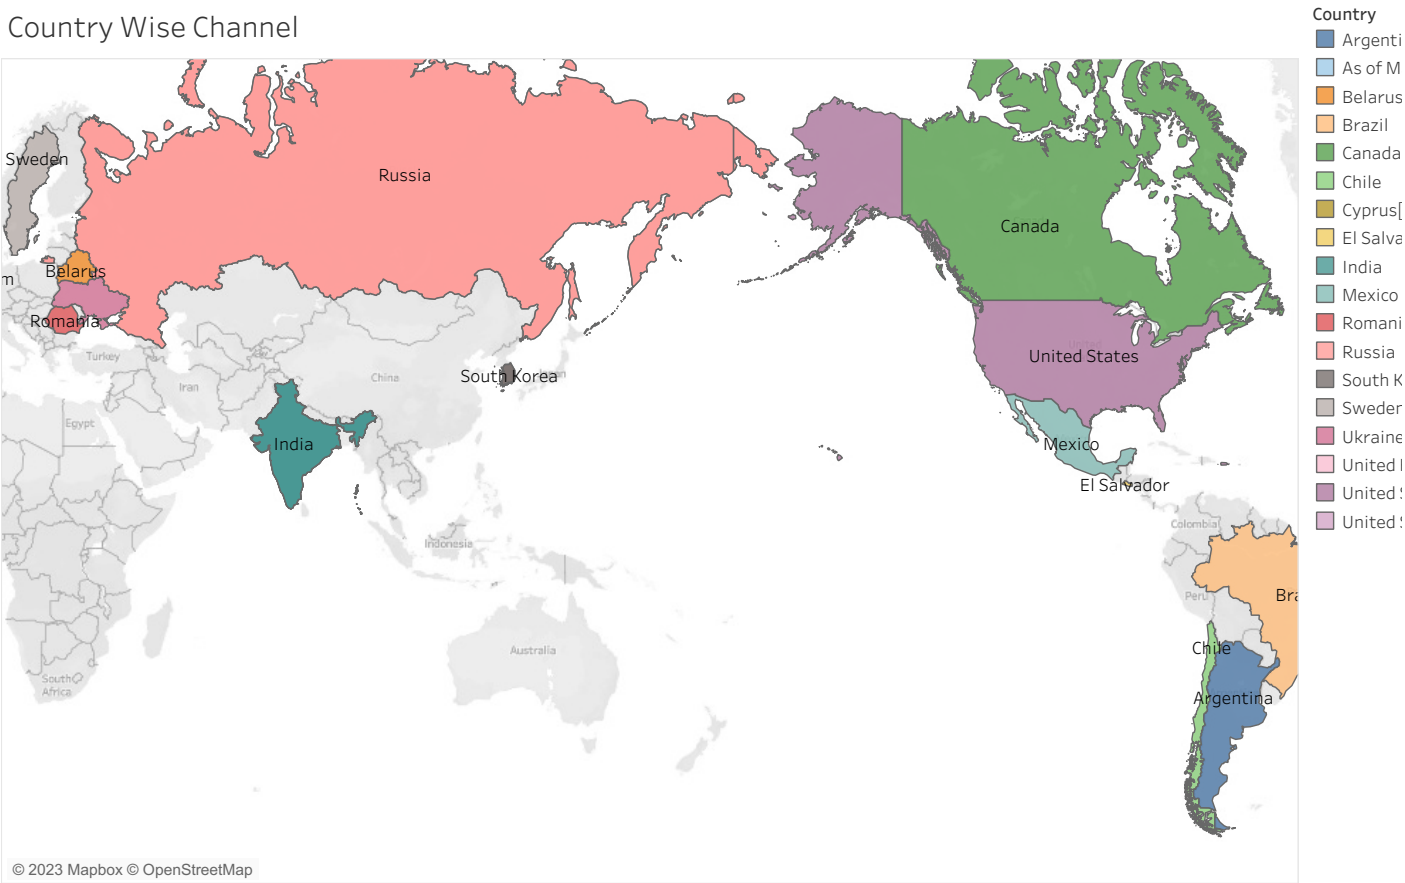 Country Wise Channel
Country
Argenti
As of M
Belarus
Brazil
Canada
Chile
Cyprus[
El Salva
India
Mexico
Romani
Russia
South K
Sweden
Ukraine
United
United S
United S
Sweden
Russia
Canada
Belarus
m
Romania
Turkey
Iran
China
South Korea
Egypt
India
United States
Mexico
El Salvador
Colombia
Indonesia
Peru
Bra
Australia
Chile
South
Africa
Argentina
© 2023 Mapbox © OpenStreetMap